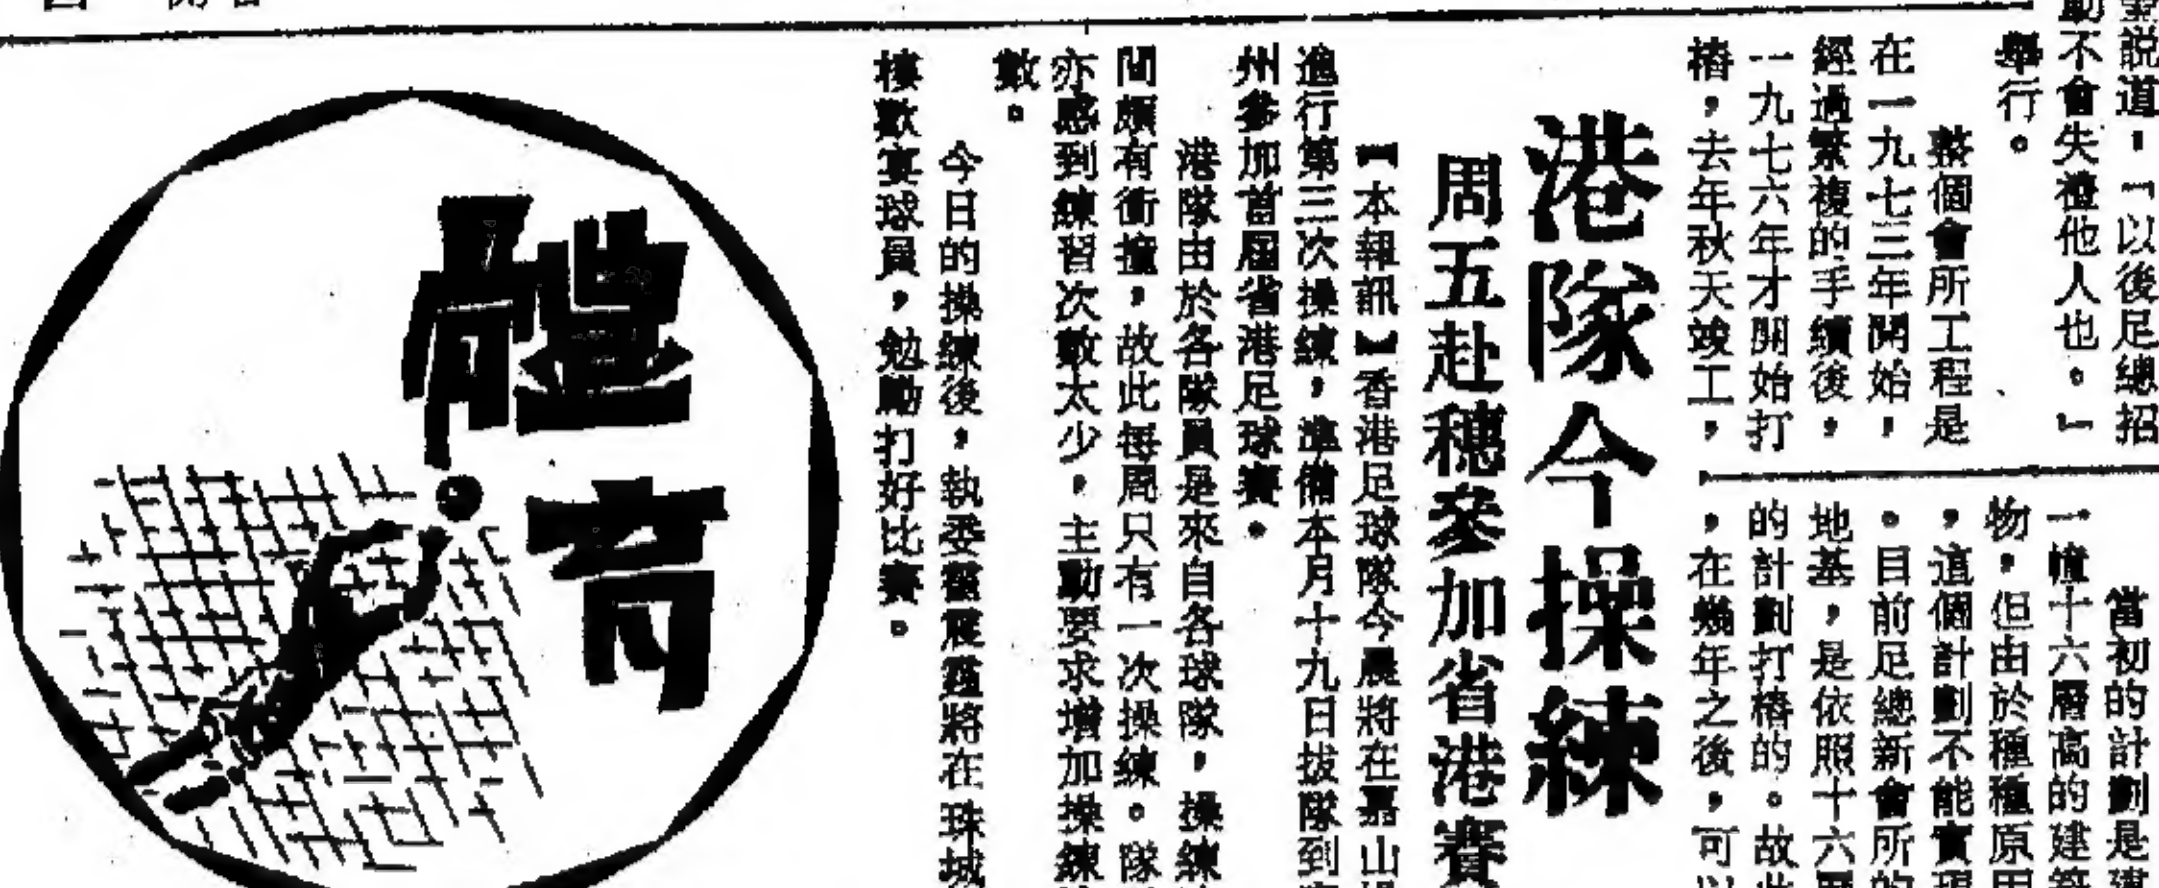 說道，「以後足總招
動不會失禮他人也。」
舉行。
整個會所工程是
在一九七三年開始，
經過繁複的手續後，
一九七六年才開始打
樁，去年秋天竣工，
當初的計劃是建
一幢十六層高的建築
物，但由於種種原因
，這個計劃不能實現
。目前足總新會所的
地基，是依照十六層
的計劃打樁的。故此
，在幾年之後，可以
港隊今操練
周五赴穗參加省港賽
【本報訊】香港足球隊今晨將在嘉山
進行第三次操練，準備本月十九日拔隊到
州參加首屆省港足球賽。
港隊由於各隊員是來自各球隊，操練
間頗有衝撞，故此每周只有一次操練。隊
亦感到練習次數太少，主動要求增加操練
數。
今日的操練後，執委霍震霆將在珠城
樓歡宴球員，勉勵打好比賽。
體育